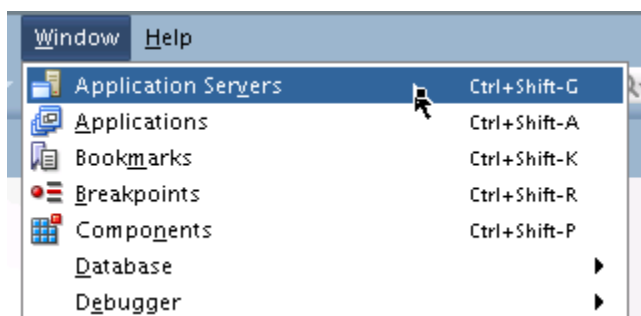 Window Help
Application Servers Ctrl+Shift-G
Applications Ctrl+Shift-A
Bookmarks Ctrl+Shift-K
Breakpoints Ctrl+Shift-R
Components Ctrl+Shift-P
Database
Debugger